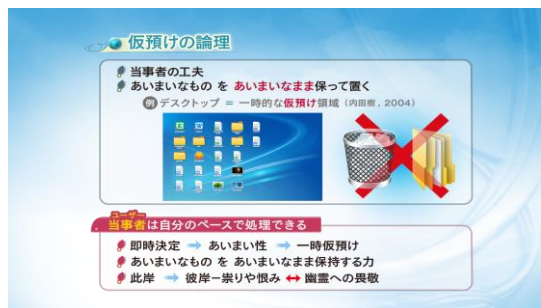 仮預けの論理
当事者の工夫
あいまいなもの を あいまいなまま保って置く
例 デスクトップ = 一時的な仮預け領域 (内田樹, 2004)
ユーザー
当事者は自分のペースで処理できる
即時決定 ➡ あいまい性 ➡ 一時仮預け
あいまいなもの を あいまいなまま保持する力
此岸 ➡ 彼岸−祟りや恨み ↔ 幽霊への畏敬